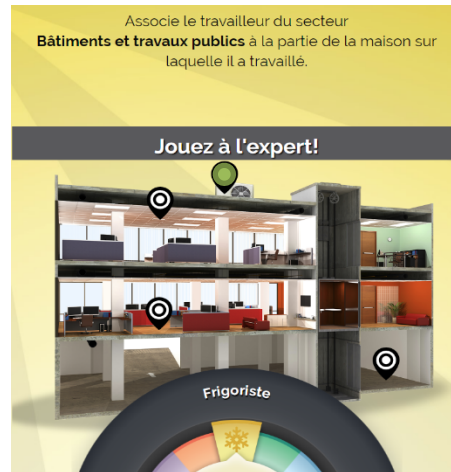 Associe le travailleur du secteur
Bâtiments et travaux publics à la partie de la maison sur
laquelle il a travaillé.
Jouez à l'expert!
Frigoriste